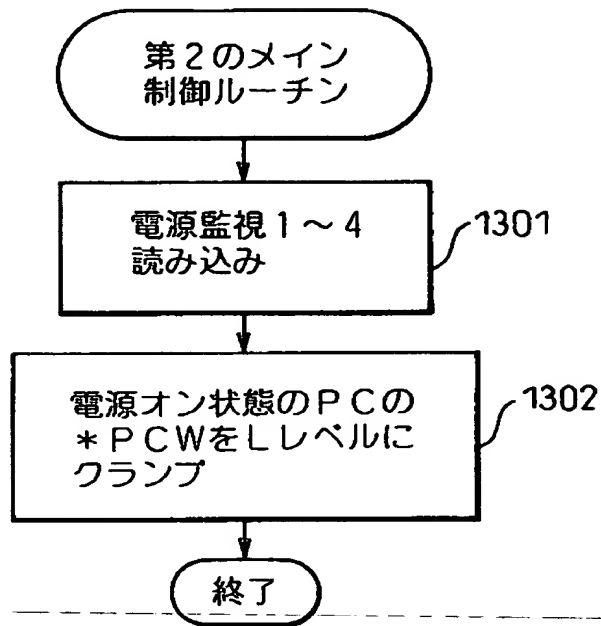 第２のメイン
制御ルーチン
電源監視１～４
読み込み
1301
電源オン状態のＰＣの
＊ＰＣＷをＬレベルに
クランプ
1302
終了